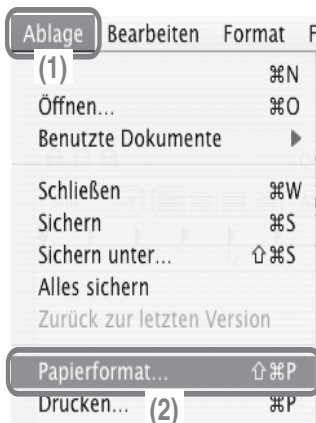 Ablage Bearbeiten Format F
(1)
⌘N
Öffnen... ⌘O
Benutzte Dokumente ▶
Schließen ⌘W
Sichern ⌘S
Sichern unter... ⇧⌘S
Alles sichern
Zurück zur letzten Version
Papierformat... ⇧⌘P
Drucken... ⌘P
(2)